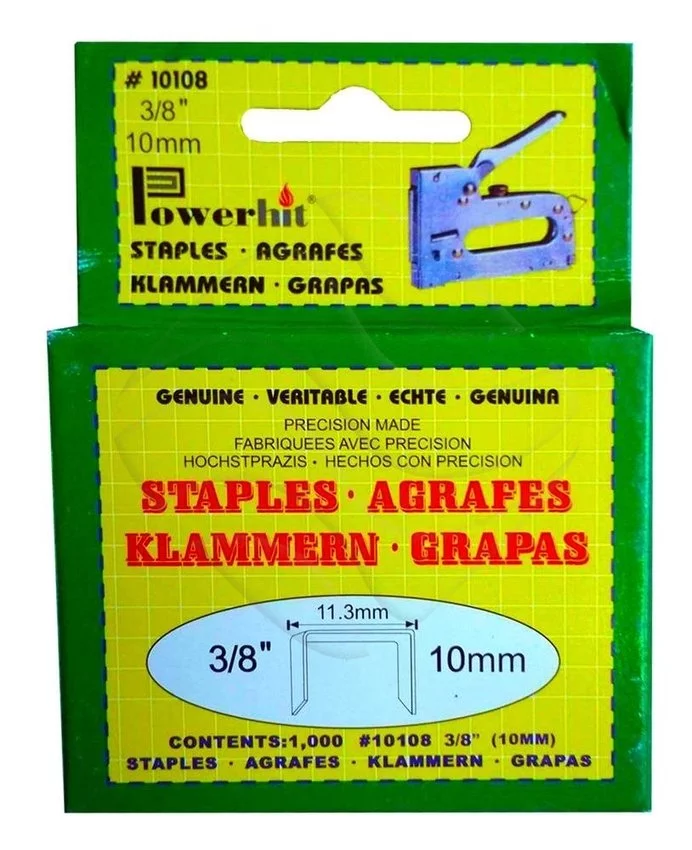 # 10108
3/8"
10mm
Powerhit®
STAPLES · AGRAFES
KLAMMERN · GRAPAS
GENUINE · VERITABLE · ECHTE · GENUINA
PRECISION MADE
FABRIQUEES AVEC PRECISION
HOCHSTPRAZIS · HECHOS CON PRECISION
STAPLES · AGRAFES
KLAMMERN · GRAPAS
11.3mm
3/8" 10mm
CONTENTS:1,000 #10108 3/8" (10MM)
STAPLES · AGRAFES · KLAMMERN · GRAPAS